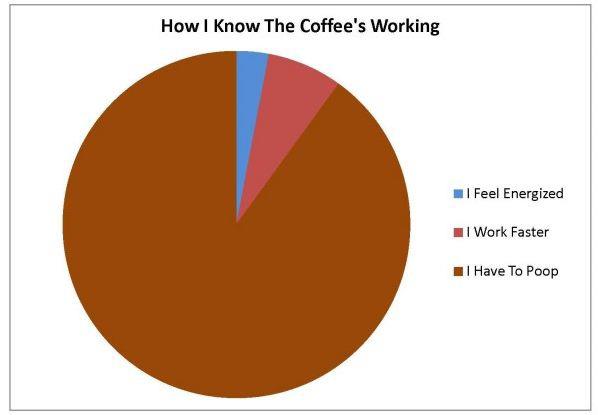 How I Know The Coffee's Working
I Feel Energized
I Work Faster
I Have To Poop